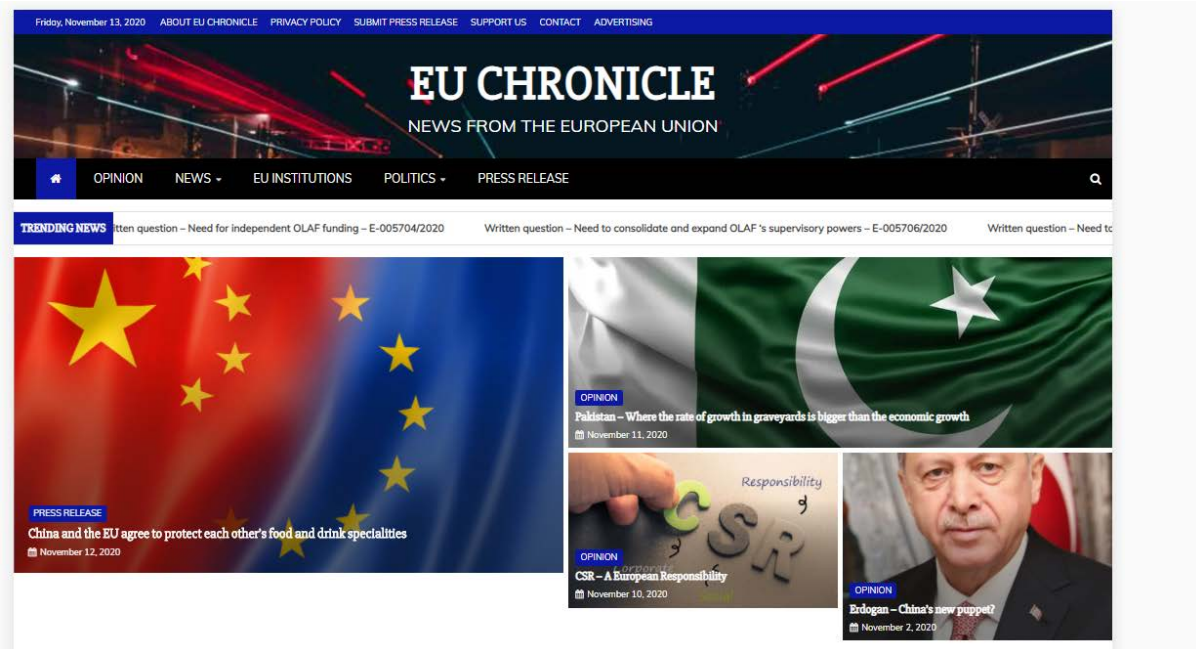 Friday, November 13, 2020 ABOUT EU CHRONICLE PRIVACY POLICY SUBMIT PRESS RELEASE SUPPORT US CONTACT ADVERTISING
EU CHRONICLE
NEWS FROM THE EUROPEAN UNION
OPINION NEWS EU INSTITUTIONS POLITICS PRESS RELEASE
TRENDING NEWS itten question – Need for independent OLAF funding – E-005704/2020 Written question – Need to consolidate and expand OLAF 's supervisory powers – E-005706/2020 Written question – Need to
PRESS RELEASE
China and the EU agree to protect each other's food and drink specialities
November 12, 2020
OPINION
Pakistan – Where the rate of growth in graveyards is bigger than the economic growth
November 11, 2020
Responsibility
CSR
Corporate
OPINION
CSR – A European Responsibility
November 10, 2020
Social
OPINION
Erdogan – China's new puppet?
November 2, 2020